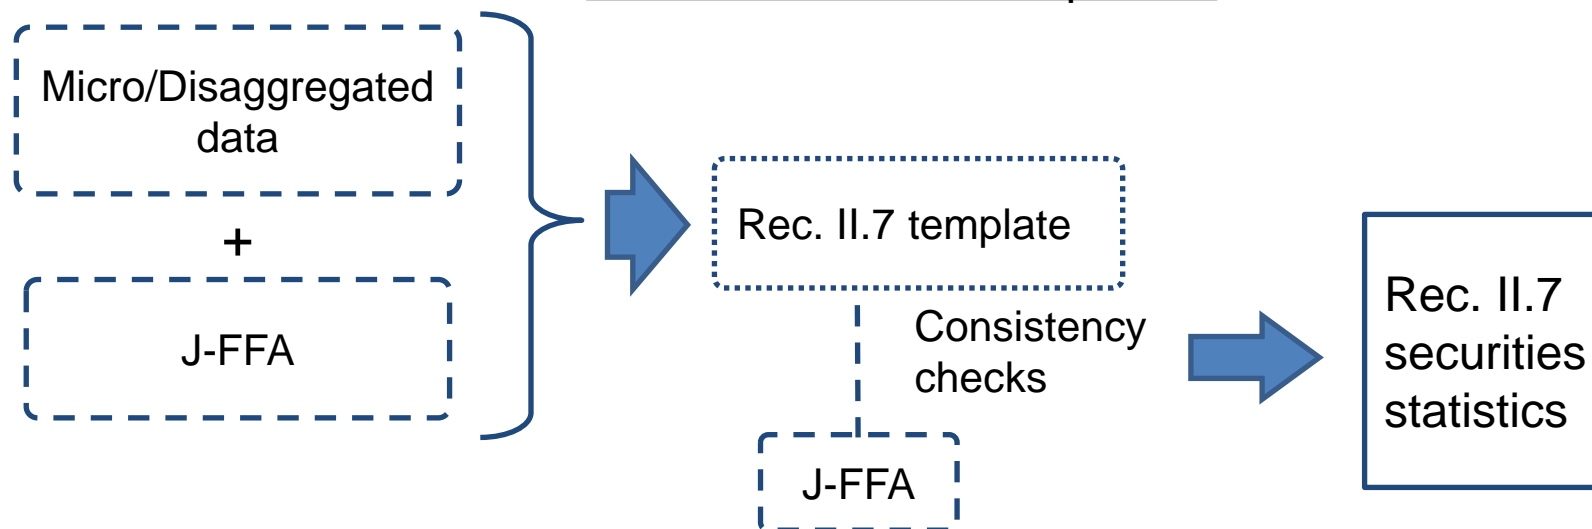 Micro/Disaggregated
data
+
J-FFA
Rec. II.7 template
Consistency
checks
J-FFA
Rec. II.7
securities
statistics